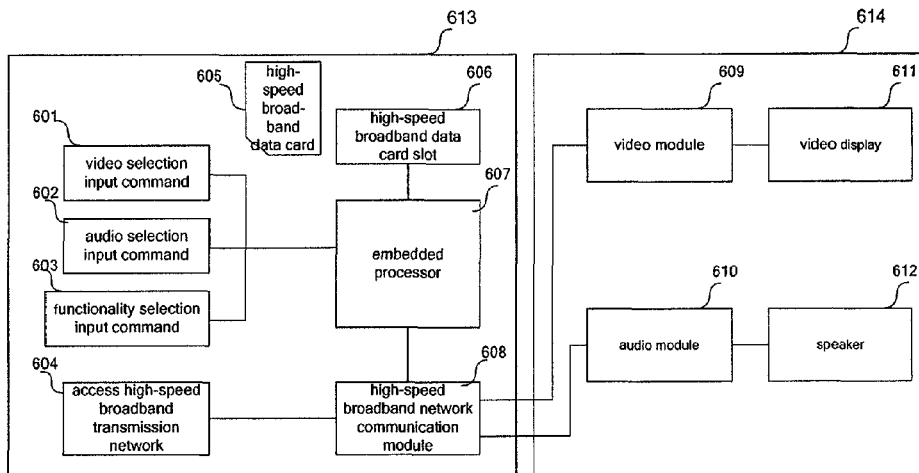 613
614
605
high-
speed
broad-
band
data card
606
high-speed
broadband data
card slot
601
video selection
input command
602
audio selection
input command
603
functionality selection
input command
604
access high-speed
broadband
transmission
network
607
embedded
processor
608
high-speed
broadband network
communication
module
609
video module
611
video display
610
audio module
612
speaker